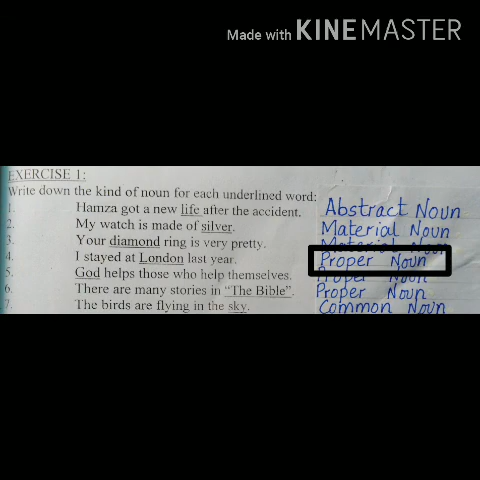 Made with KINEMASTER
EXERCISE 1:
Write down the kind of noun for each underlined word:
1. Hamza got a new life after the accident. Abstract Noun
2. My watch is made of silver. Material Noun
3. Your diamond ring is very pretty. Material Noun
4. I stayed at London last year. Proper Noun
5. God helps those who help themselves. Proper Noun
6. There are many stories in "The Bible". Proper Noun
7. The birds are flying in the sky. Common Noun